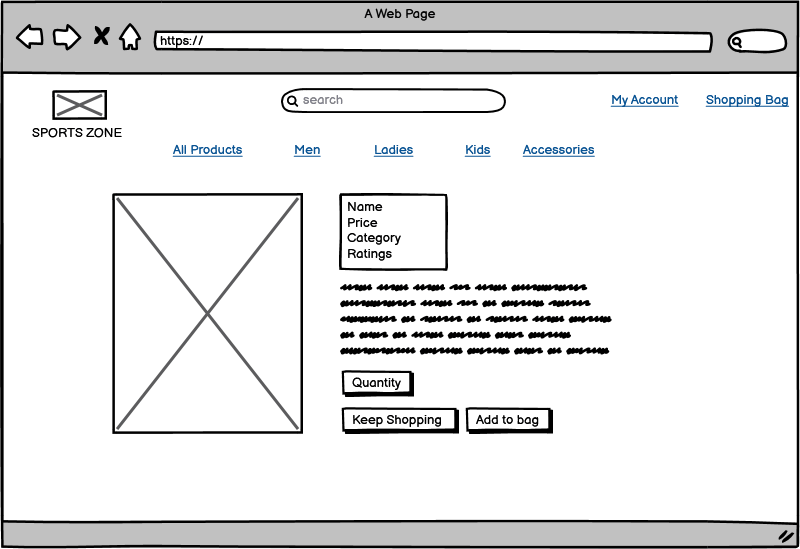 A Web Page
https://
search
My Account
Shopping Bag
SPORTS ZONE
All Products
Men
Ladies
Kids
Accessories
Name
Price
Category
Ratings
Quantity
Keep Shopping
Add to bag